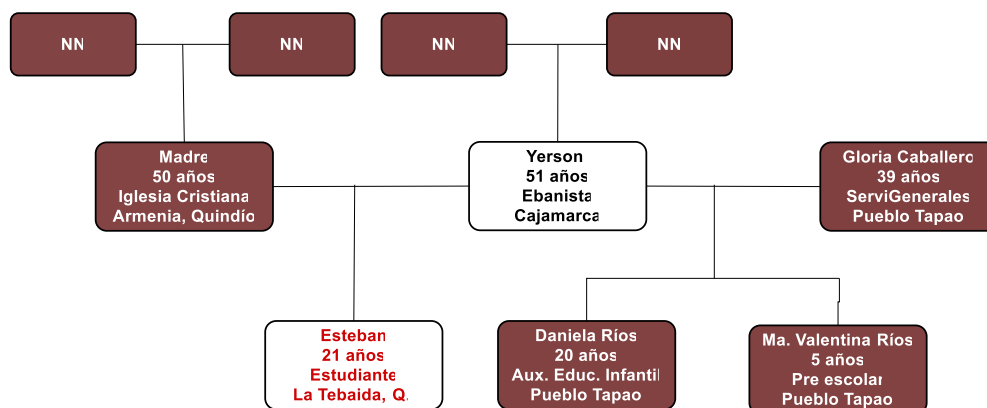 NN
NN
NN
NN
Madre
50 años
Iglesia Cristiana
Armenia, Quindío
Yerson
51 años
Ebanista
Cajamarca
Gloria Caballero
39 años
ServiGenerales
Pueblo Tapao
Esteban
21 años
Estudiante
La Tebaida, Q.
Daniela Ríos
20 años
Aux. Educ. Infantil
Pueblo Tapao
Ma. Valentina Ríos
5 años
Pre escolar
Pueblo Tapao